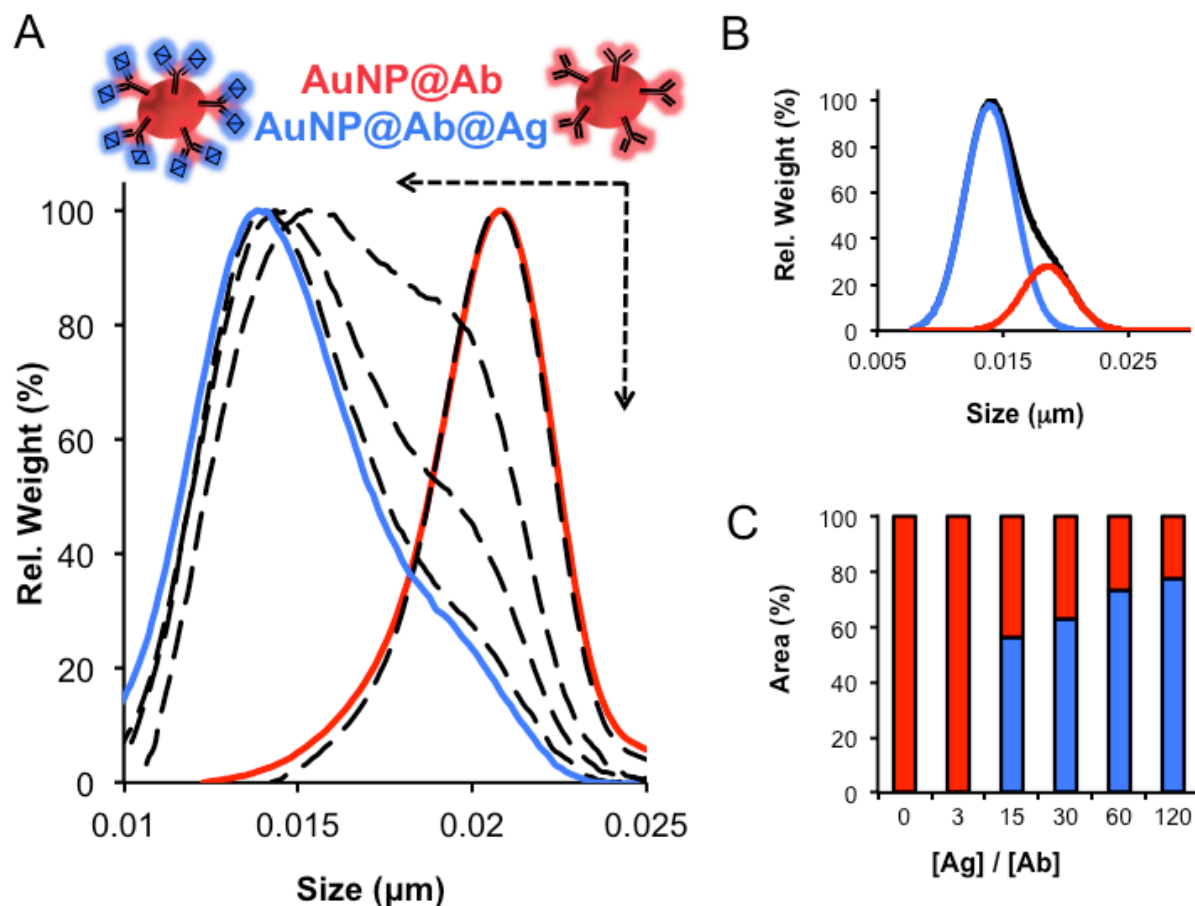 A
AuNP@Ab
AuNP@Ab@Ag
Rel. Weight (%)
100
80
60
40
20
0
0.01 0.015 0.02 0.025
Size (µm)
B
Rel. Weight (%)
100
80
60
40
20
0
0.005 0.015 0.025
Size (µm)
C
Area (%)
100
80
60
40
20
0
0 3 15 30 60 120
[Ag] / [Ab]